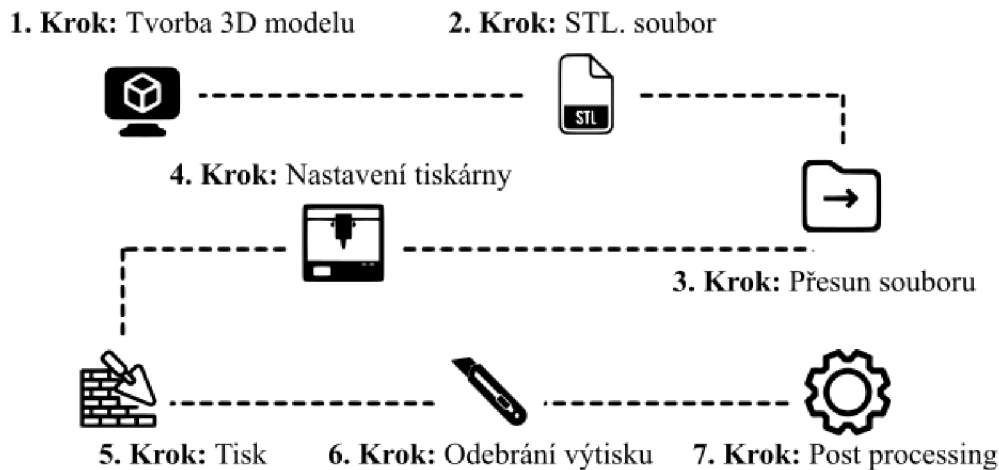 1. Krok: Tvorba 3D modelu
2. Krok: STL. soubor
STL
4. Krok: Nastavení tiskárny
3. Krok: Přesun souboru
5. Krok: Tisk
6. Krok: Odebrání výtisku
7. Krok: Post processing